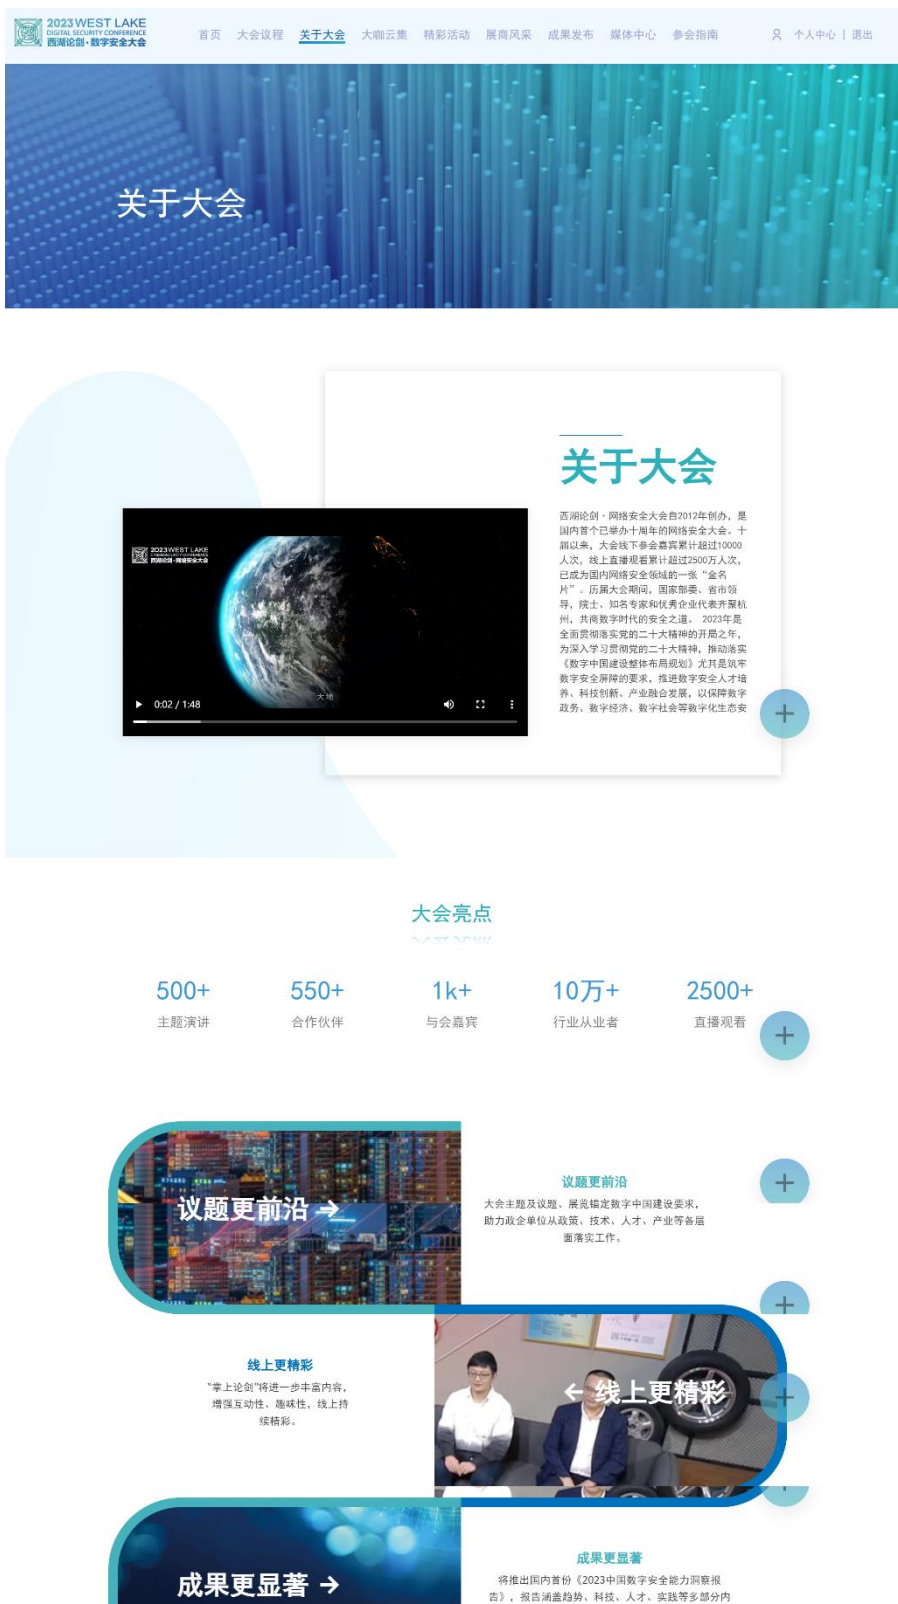 2023WEST LAKE
DIGITAL SECURITY CONFERENCE
西湖论剑·数字安全大会
首页 大会议程 关于大会 大咖云集 精彩活动 展商风采 成果发布 媒体中心 参会指南 个人中心 | 退出
关于大会
关于大会
西湖论剑·网络安全大会自2012年创办，是
国内首个已举办十周年的网络安全大会。十
届以来，大会线下参会嘉宾累计超过10000
人次，线上直播观看累计超过2500万人次，
已成为国内网络安全领域的一张“金名
片”。历届大会期间，国家部委、省市领
导，院士、知名专家和优秀企业代表齐聚杭
州，共商数字时代的安全之道。 2023年是
全面贯彻落实党的二十大精神的开局之年，
为深入学习贯彻党的二十大精神，推动落实
《数字中国建设整体布局规划》尤其是筑牢
数字安全屏障的要求，推进数字安全人才培
养、科技创新、产业融合发展，以保障数字
政务、数字经济、数字社会等数字化生态安
2023WEST LAKE
CYBERSECURITY CONFERENCE
西湖论剑·网络安全大会
大地
0:02 / 1:48
大会亮点
500+ 550+ 1k+ 10万+ 2500+
主题演讲 合作伙伴 与会嘉宾 行业从业者 直播观看
议题更前沿 →
议题更前沿
大会主题及议题、展览锚定数字中国建设要求，
助力政企单位从政策、技术、人才、产业等各层
面落实工作。
线上更精彩
“掌上论剑”将进一步丰富内容，
增强互动性、趣味性，线上持
续精彩。
← 线上更精彩
成果更显著 →
成果更显著
将推出国内首份《2023中国数字安全能力洞察报
告》，报告涵盖趋势、科技、人才、实践等多部分内